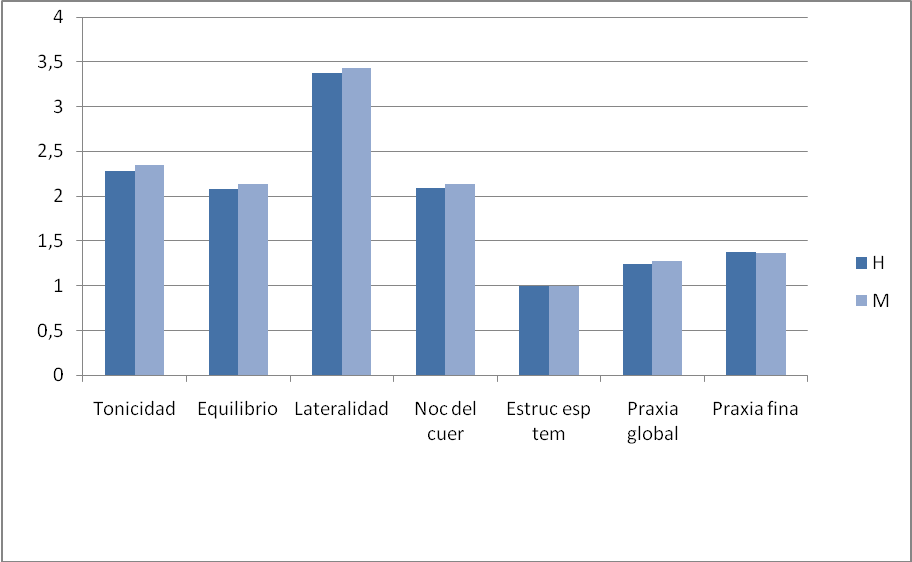 4
3,5
3
2,5
2
1,5
1
0,5
0
Tonicidad
Equilibrio
Lateralidad
Noc del
cuer
Estruc esp
tem
Praxia
global
Praxia fina
H
M